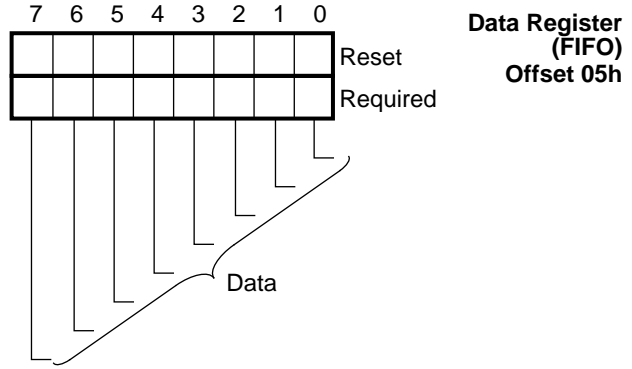 7 6 5 4 3 2 1 0
Data Register
(FIFO)
Offset 05h
Reset
Required
Data